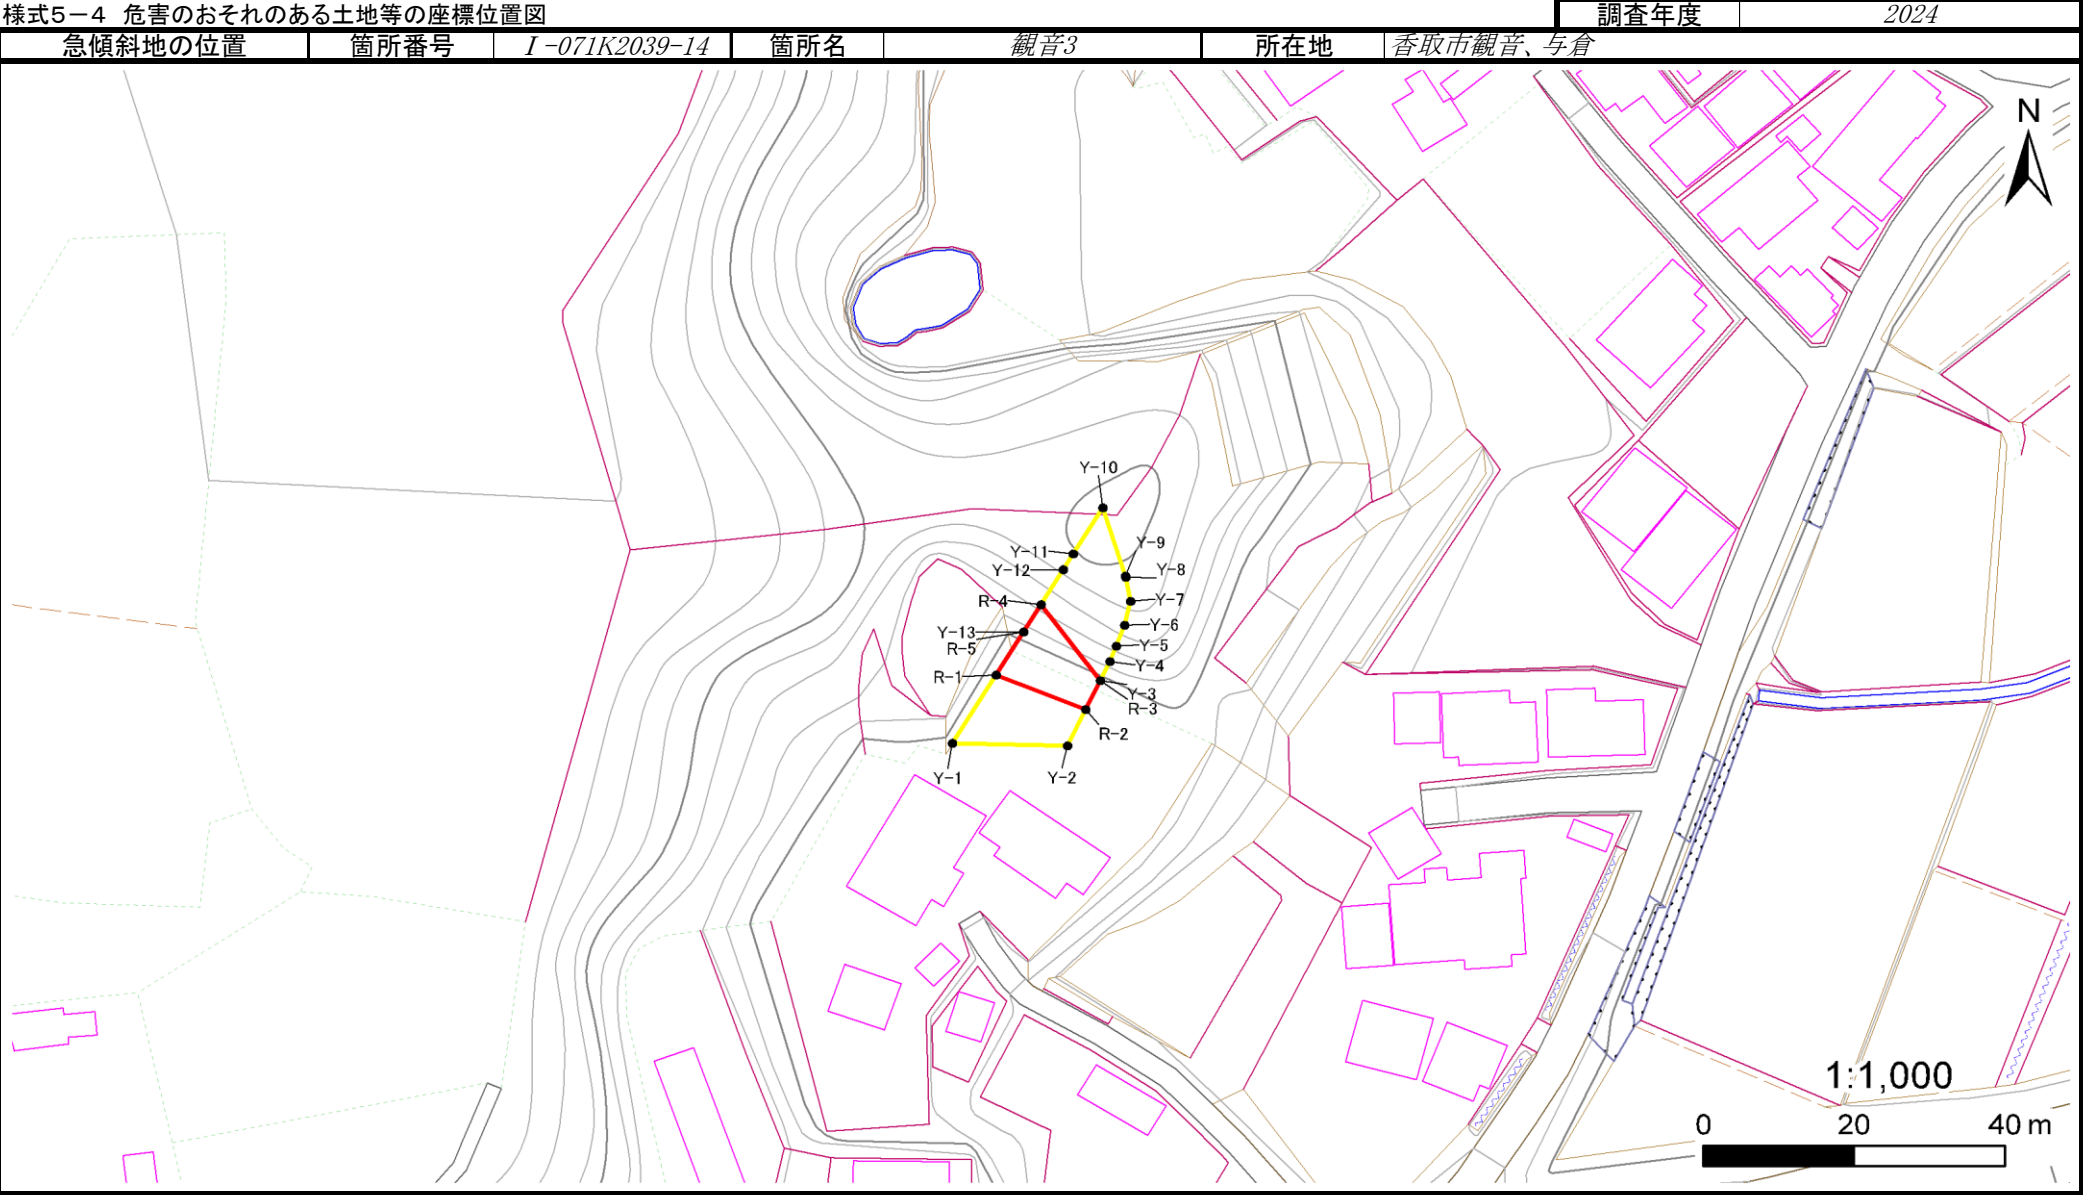 様式5－4 危害のおそれのある土地等の座標位置図
調査年度 2024
急傾斜地の位置 箇所番号 Ⅰ-071K2039-14 箇所名 観音3 所在地 香取市観音、与倉
N
Y-10
Y-9
Y-11
Y-12
Y-8
R-4
Y-7
Y-13
Y-6
R-5
Y-5
Y-4
R-1
Y-3
R-3
R-2
Y-1
Y-2
1:1,000
0 20 40 m